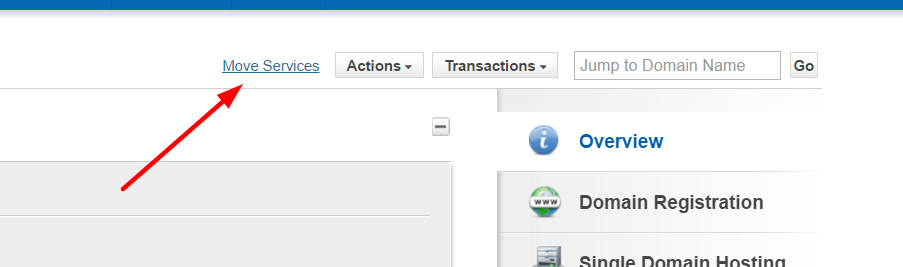 Move Services Actions Transactions Jump to Domain Name Go
Overview
WWW Domain Registration
Single Domain Hosting